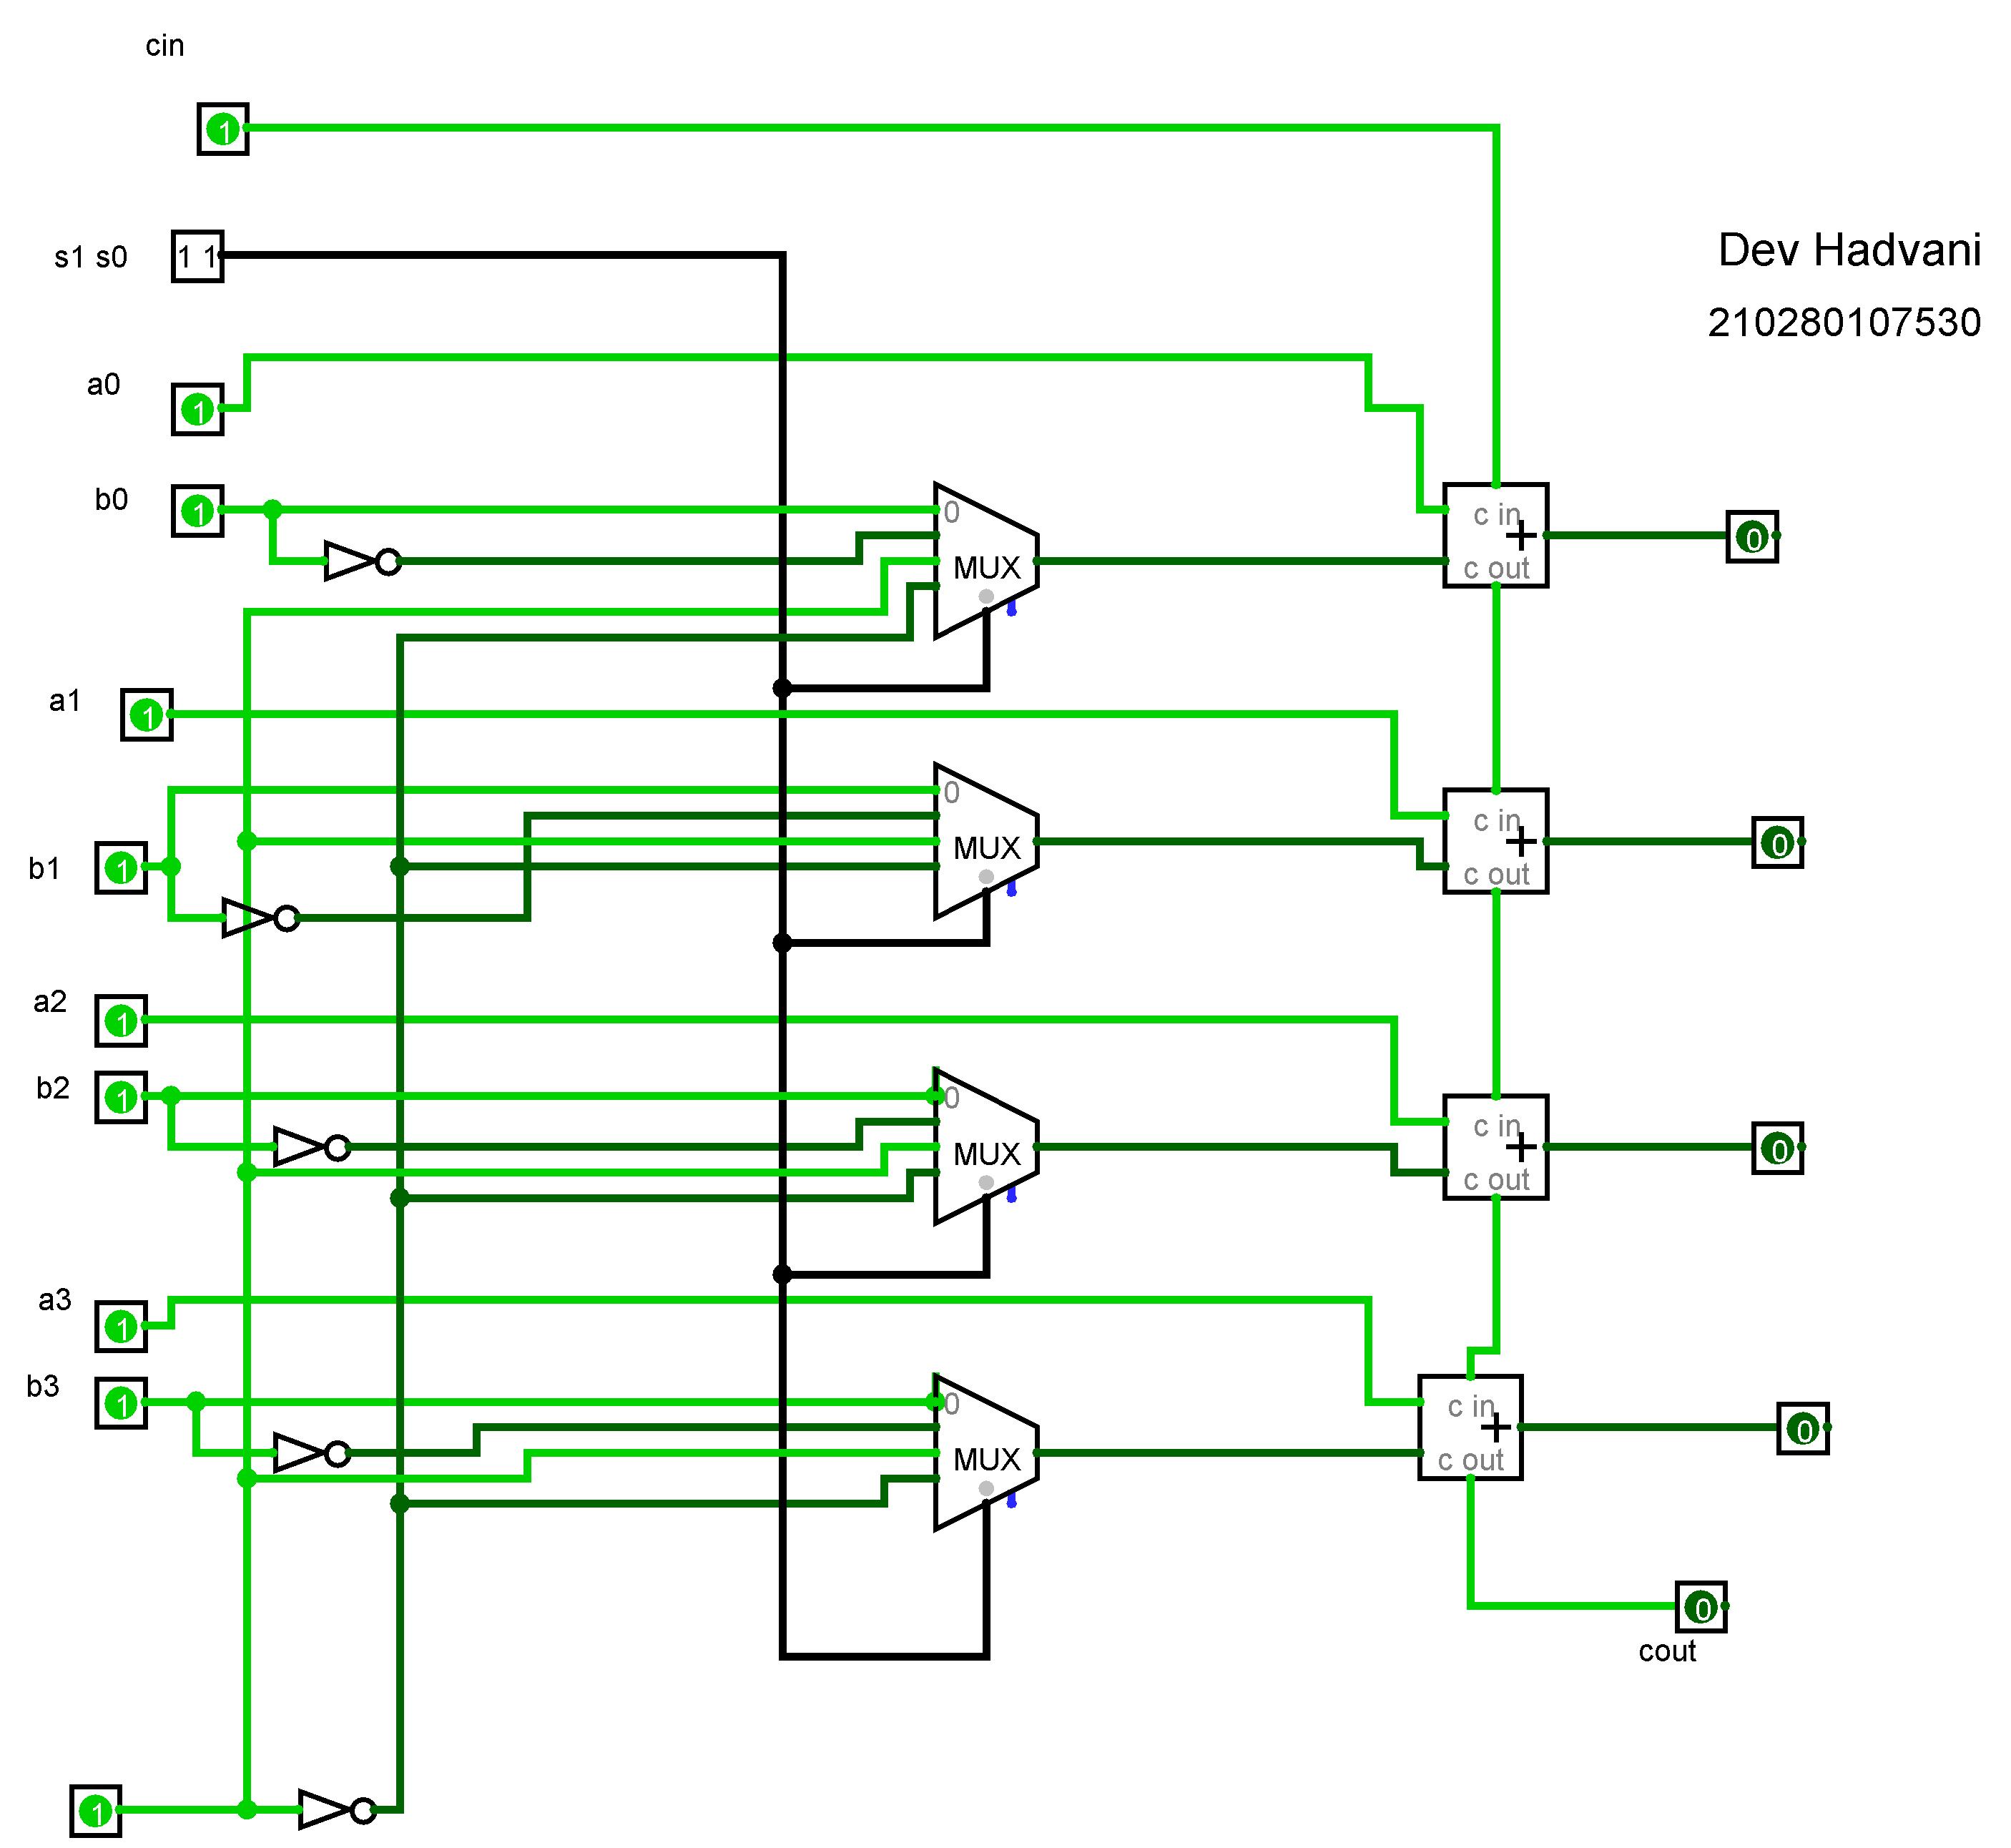 cin
1
s1 s0
1 1
Dev Hadvani
210280107530
a0
1
b0
1
0
MUX
c in
c out
0
a1
1
b1
1
0
MUX
c in
c out
0
a2
1
b2
1
0
MUX
c in
c out
0
a3
1
b3
1
0
MUX
c in
c out
0
0
cout
1